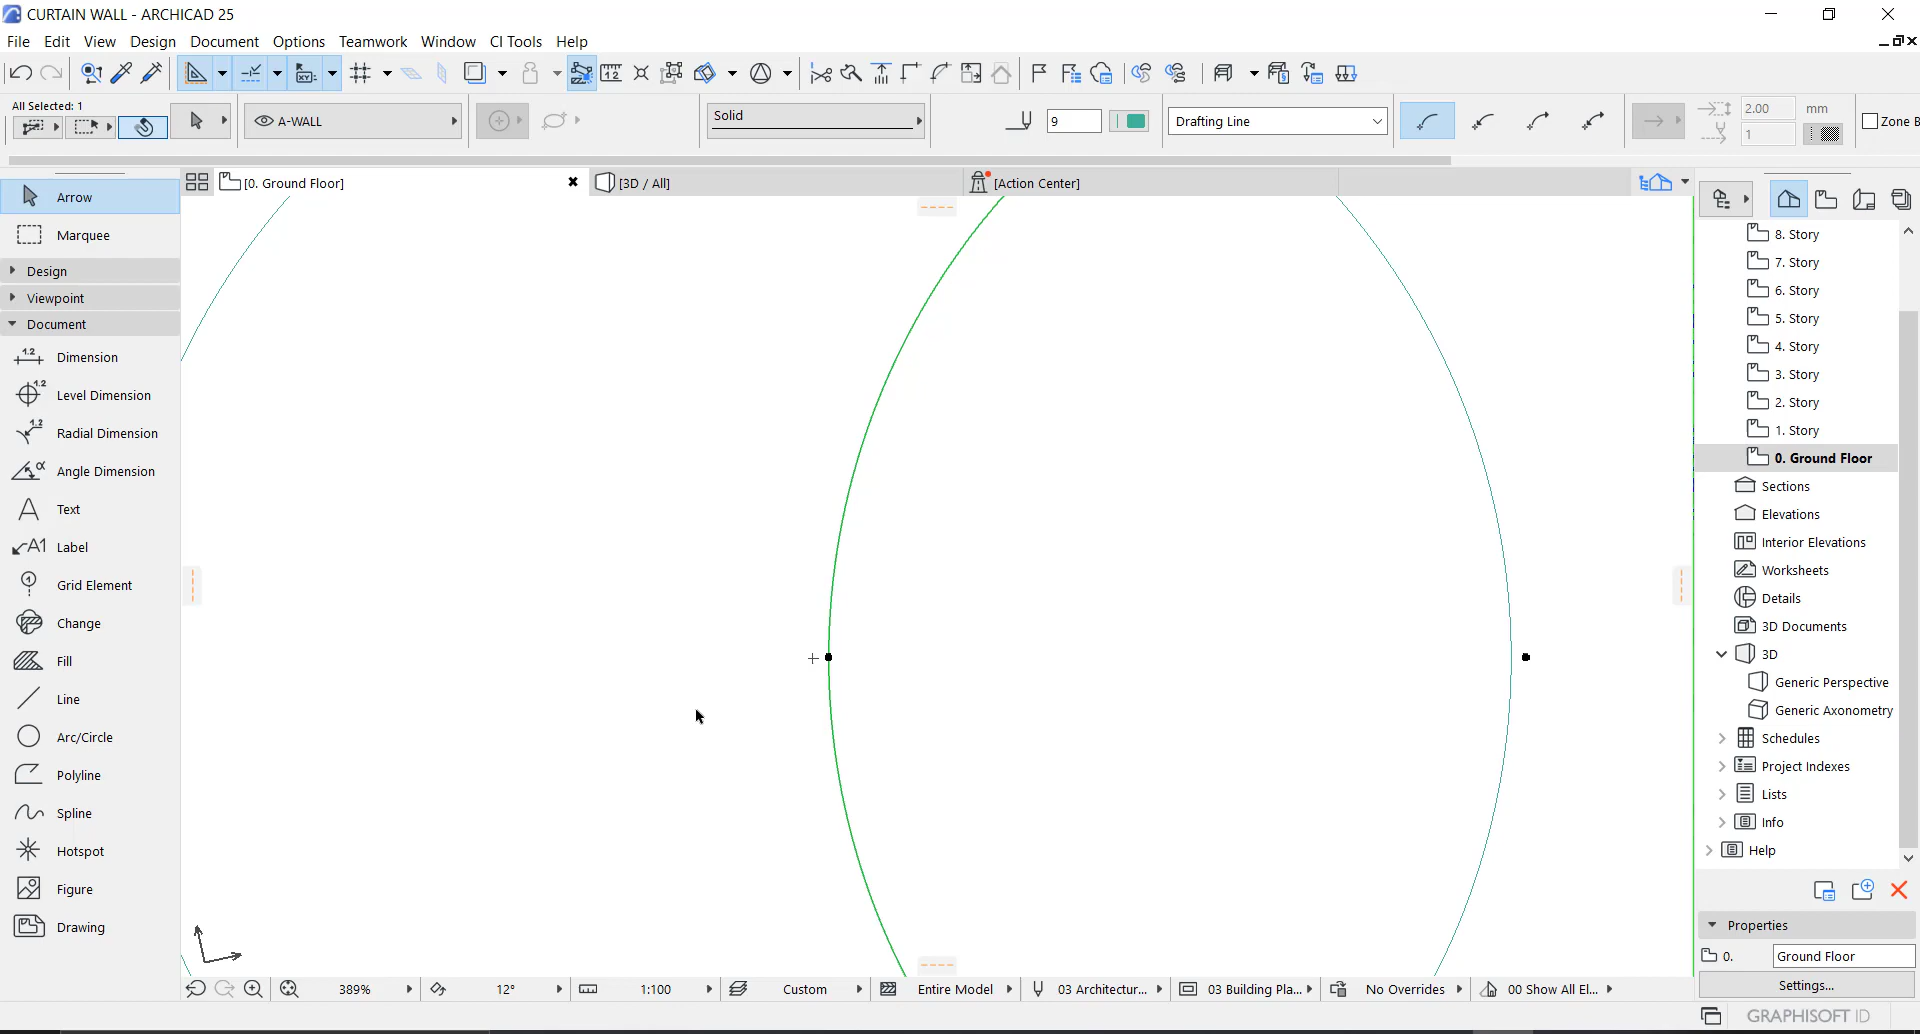 CURTAIN WALL - ARCHICAD 25
File Edit View Design Document Options Teamwork Window CI Tools Help
All Selected: 1
A-WALL
Solid
9
Drafting Line
2.00 mm
1
Zone B
[0. Ground Floor]
[3D / All]
[Action Center]
Arrow
Marquee
Design
Viewpoint
Document
Dimension
Level Dimension
Radial Dimension
Angle Dimension
Text
Label
Grid Element
Change
Fill
Line
Arc/Circle
Polyline
Spline
Hotspot
Figure
Drawing
8. Story
7. Story
6. Story
5. Story
4. Story
3. Story
2. Story
1. Story
0. Ground Floor
Sections
Elevations
Interior Elevations
Worksheets
Details
3D Documents
3D
Generic Perspective
Generic Axonometry
Schedules
Project Indexes
Lists
Info
Help
Properties
0. Ground Floor
Settings...
389% 12° 1:100 Custom Entire Model 03 Architectur... 03 Building Pla... No Overrides 00 Show All El...
GRAPHISOFT ID